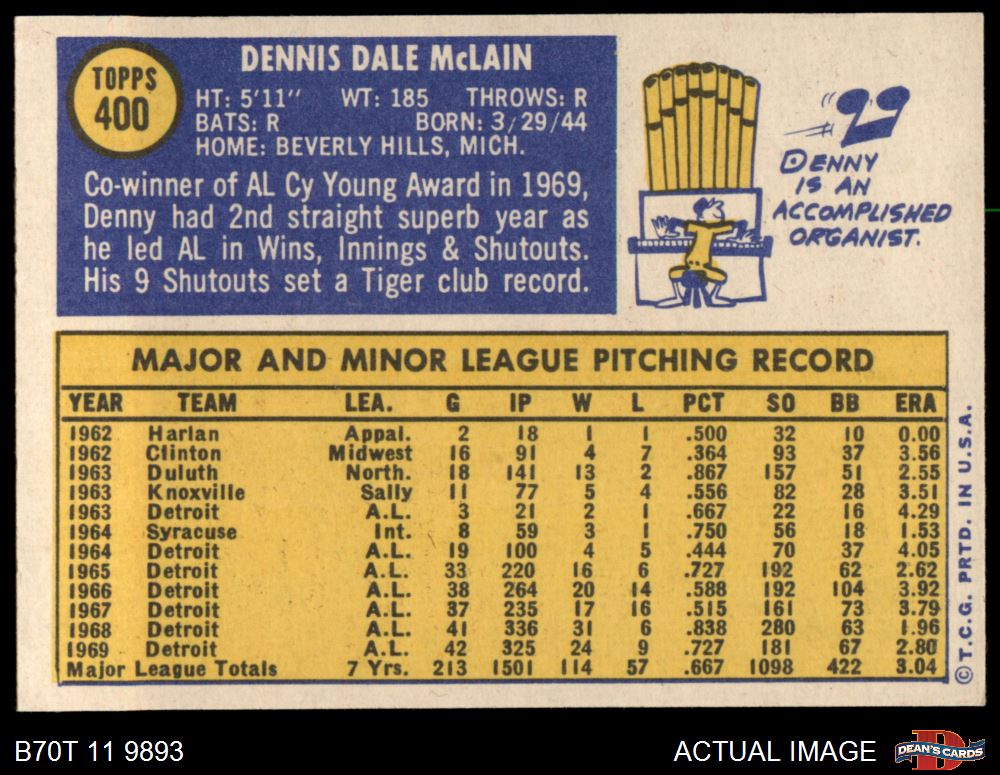 TOPPS
400
DENNIS DALE McLAIN
HT: 5'11" WT: 185 THROWS: R
BATS: R BORN: 3/29/44
HOME: BEVERLY HILLS, MICH.
Co-winner of AL Cy Young Award in 1969,
Denny had 2nd straight superb year as
he led AL in Wins, Innings & Shutouts.
His 9 Shutouts set a Tiger club record.
DENNY
IS AN
ACCOMPLISHED
ORGANIST.
MAJOR AND MINOR LEAGUE PITCHING RECORD
YEAR TEAM LEA. G IP W L PCT SO BB ERA
1962 Harlan Appal. 2 18 1 1 .500 32 10 0.00
1962 Clinton Midwest 16 91 4 7 .364 93 37 3.56
1963 Duluth North. 18 141 13 2 .867 157 51 2.55
1963 Knoxville Sally 11 77 5 4 .556 82 28 3.51
1963 Detroit A.L. 3 21 2 1 .667 22 16 4.29
1964 Syracuse Int. 8 59 3 1 .750 56 18 1.53
1964 Detroit A.L. 19 100 4 5 .444 70 37 4.05
1965 Detroit A.L. 33 220 16 6 .727 192 62 2.62
1966 Detroit A.L. 38 264 20 14 .588 192 104 3.92
1967 Detroit A.L. 37 235 17 16 .515 161 73 3.79
1968 Detroit A.L. 41 336 31 6 .838 280 63 1.96
1969 Detroit A.L. 42 325 24 9 .727 181 67 2.80
Major League Totals 7 Yrs. 213 1501 114 57 .667 1098 422 3.04
©T.C.G. PRTD. IN U.S.A.
B70T 11 9893
ACTUAL IMAGE
DEAN'S CARDS